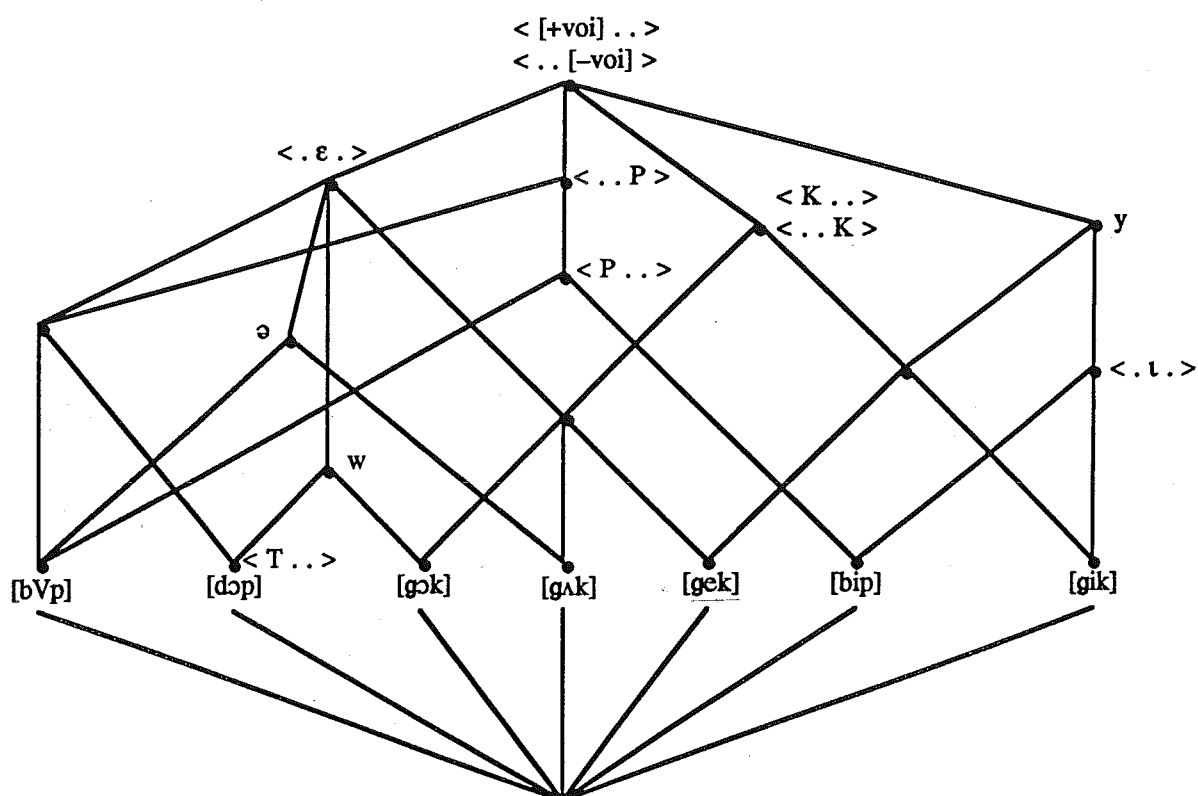 < [+voi] . . >
< . . [–voi] >
< . ɛ . >
< . . P >
< K . . >
< . . K >
y
< P . . >
ə
< . ɩ . >
w
< T . . >
[bVp]
[dɔp]
[gɔk]
[gʌk]
[gek]
[bip]
[gik]